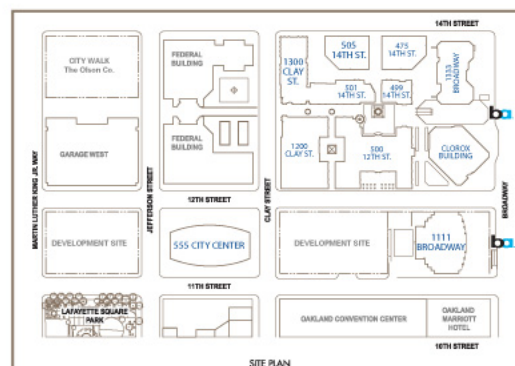 14TH STREET
CITY WALK
The Olson Co.
FEDERAL
BUILDING
1300
CLAY
ST.
505
14TH ST.
475
14TH ST.
1333
BROADWAY
501
14TH ST.
499
14TH ST.
ba
GARAGE WEST
FEDERAL
BUILDING
1200
CLAY ST.
500
12TH ST.
CLOROX
BUILDING
MARTIN LUTHER KING JR. WAY
JEFFERSON STREET
CLAY STREET
BROADWAY
12TH STREET
DEVELOPMENT SITE
555 CITY CENTER
DEVELOPMENT SITE
1111
BROADWAY
ba
11TH STREET
LAFAYETTE SQUARE
PARK
OAKLAND CONVENTION CENTER
OAKLAND
MARRIOTT
HOTEL
10TH STREET
SITE PLAN